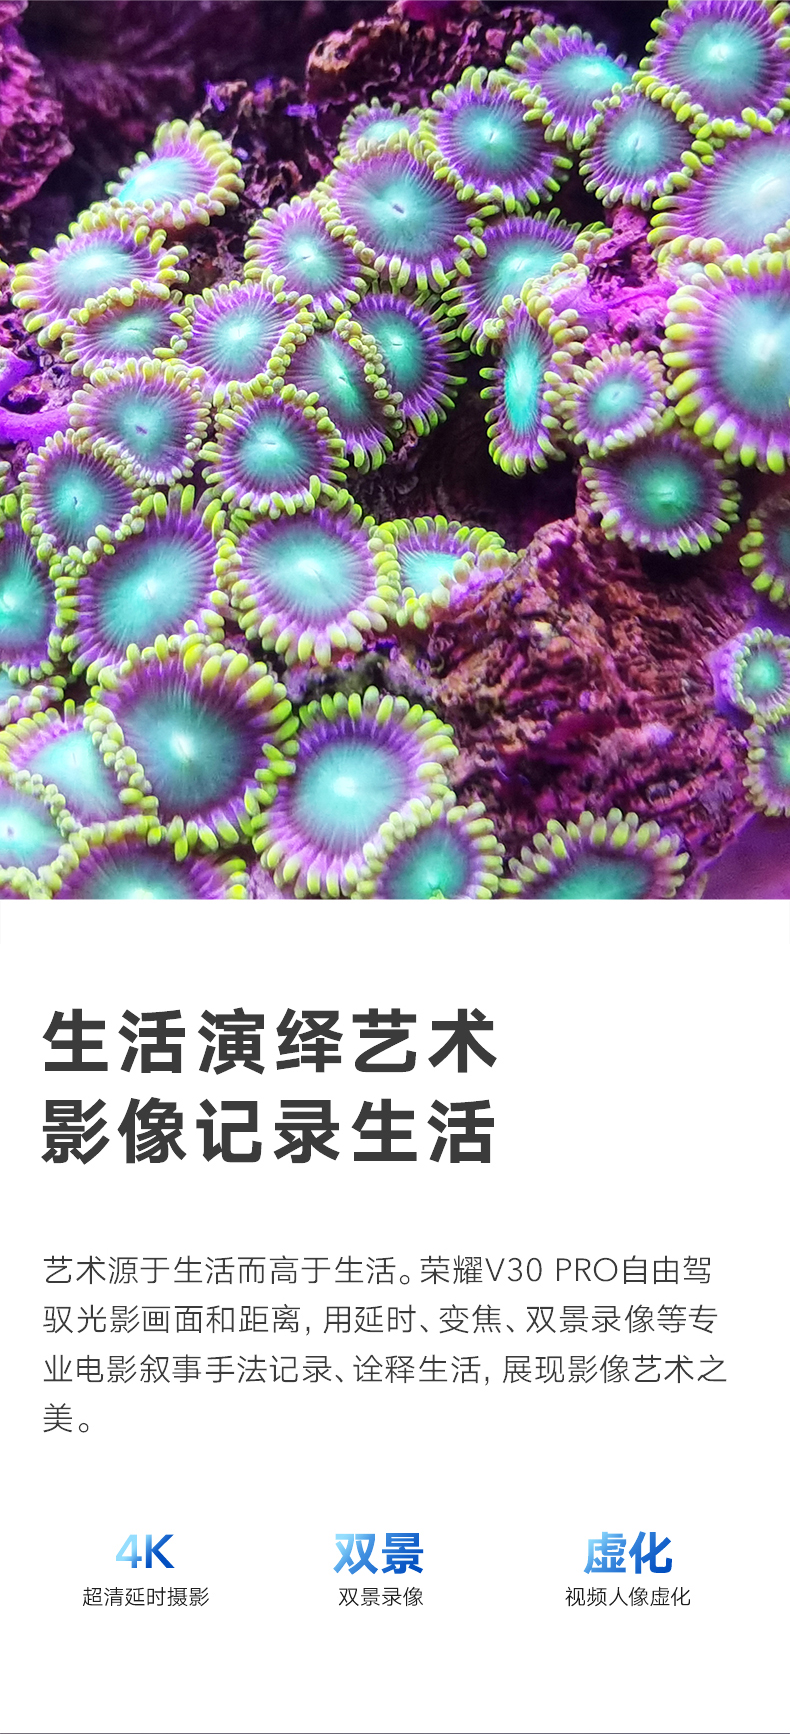 生活演绎艺术
影像记录生活
艺术源于生活而高于生活。荣耀V30 PRO自由驾
驭光影画面和距离, 用延时、变焦、双景录像等专
业电影叙事手法记录、诠释生活, 展现影像艺术之
美。
4K 双景 虚化
超清延时摄影 双景录像 视频人像虚化